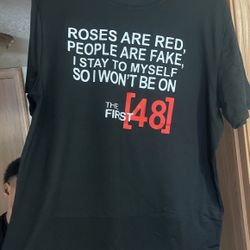 ROSES ARE RED,
PEOPLE ARE FAKE,
I STAY TO MYSELF
SO I WON'T BE ON
THE
FIRST [48]